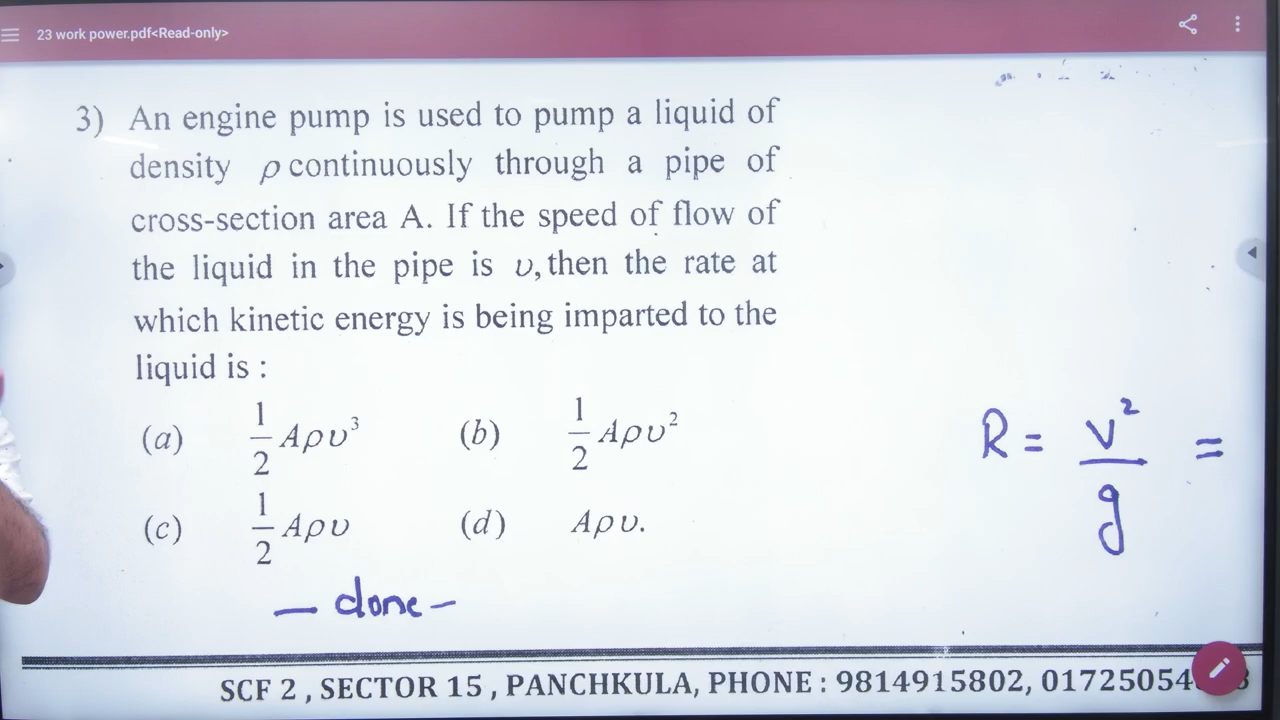 23 work power.pdf<Read-only>
3) An engine pump is used to pump a liquid of
density ρ continuously through a pipe of
cross-section area A. If the speed of flow of
the liquid in the pipe is υ, then the rate at
which kinetic energy is being imparted to the
liquid is :
(a) 1/2 Aρυ³ (b) 1/2 Aρυ²
(c) 1/2 Aρυ (d) Aρυ.
R = v²/g =
– done –
SCF 2 , SECTOR 15 , PANCHKULA, PHONE : 9814915802, 01725054